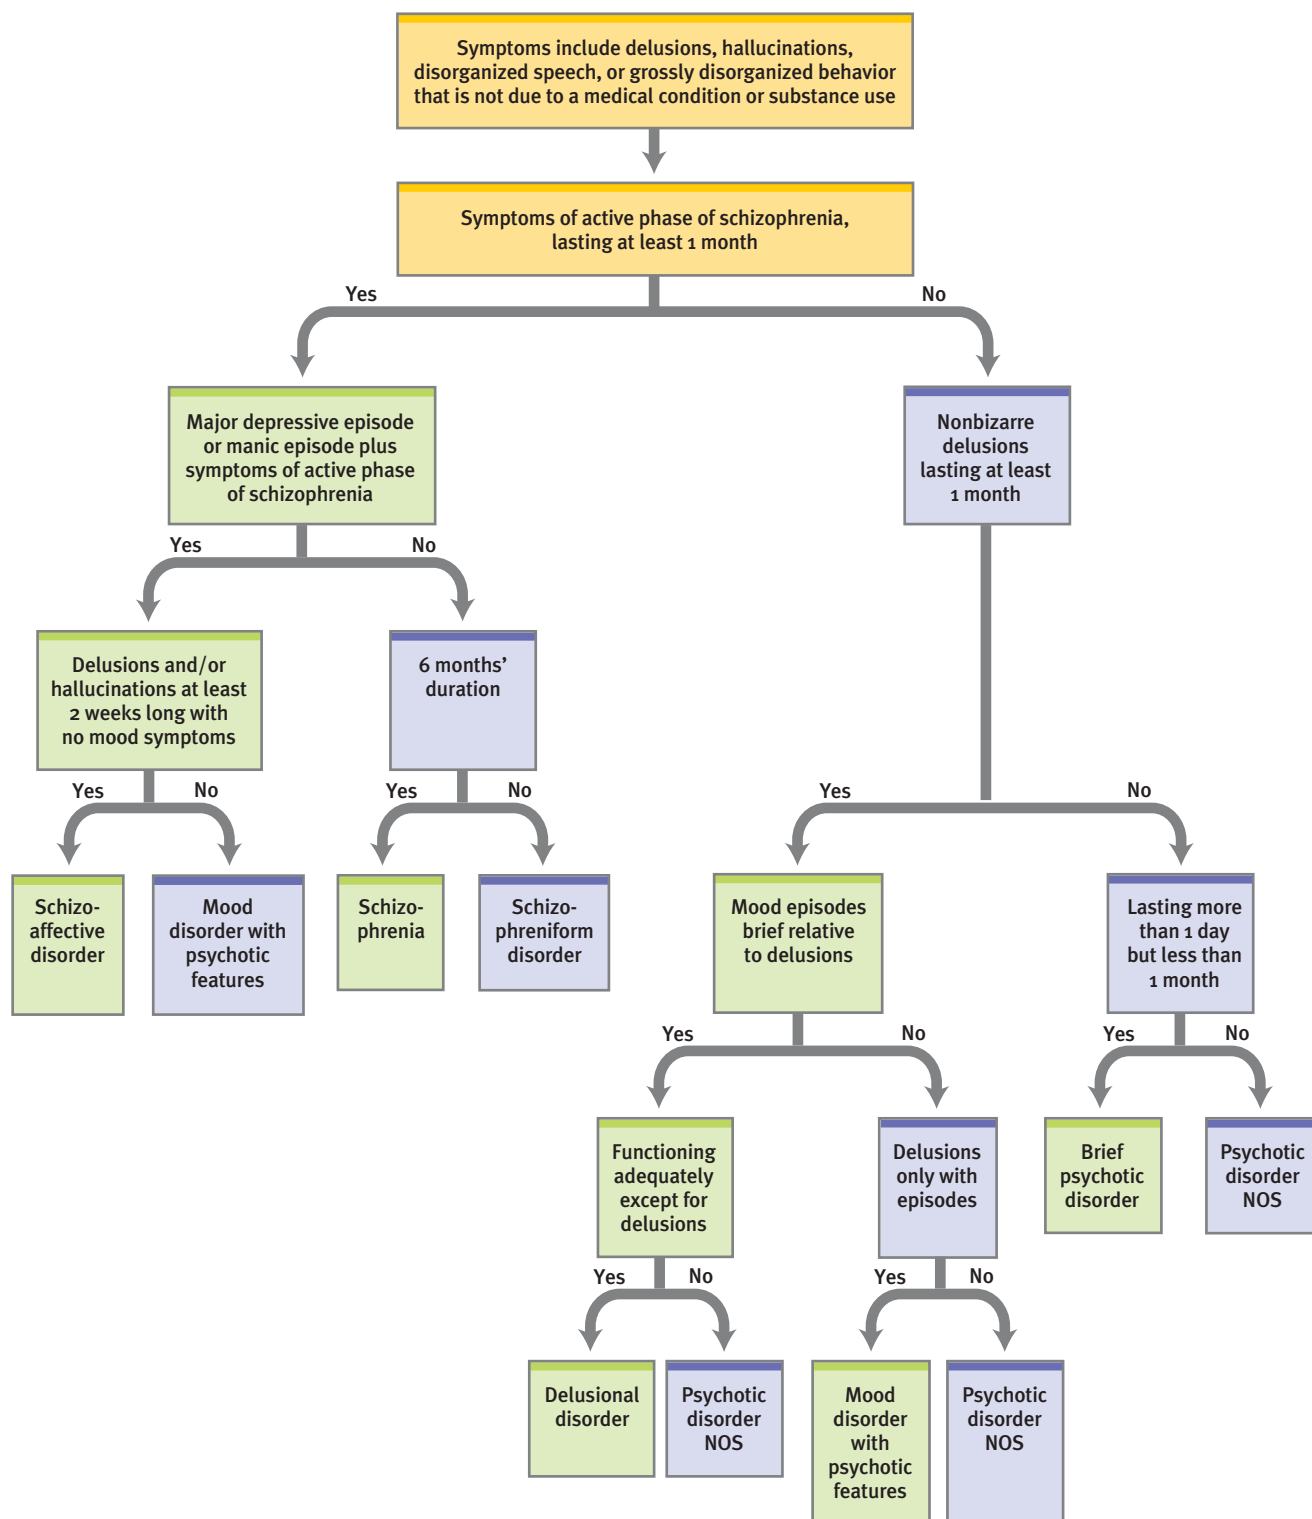 Symptoms include delusions, hallucinations,
disorganized speech, or grossly disorganized behavior
that is not due to a medical condition or substance use
Symptoms of active phase of schizophrenia,
lasting at least 1 month
Yes
No
Major depressive episode
or manic episode plus
symptoms of active phase
of schizophrenia
Nonbizarre
delusions
lasting at least
1 month
Yes
No
Delusions and/or
hallucinations at least
2 weeks long with
no mood symptoms
6 months’
duration
Yes
No
Yes
No
Yes
No
Schizo-
affective
disorder
Mood
disorder with
psychotic
features
Schizo-
phrenia
Schizo-
phreniform
disorder
Mood episodes
brief relative
to delusions
Lasting more
than 1 day
but less than
1 month
Yes
No
Yes
No
Functioning
adequately
except for
delusions
Delusions
only with
episodes
Brief
psychotic
disorder
Psychotic
disorder
NOS
Yes
No
Yes
No
Delusional
disorder
Psychotic
disorder
NOS
Mood
disorder
with
psychotic
features
Psychotic
disorder
NOS